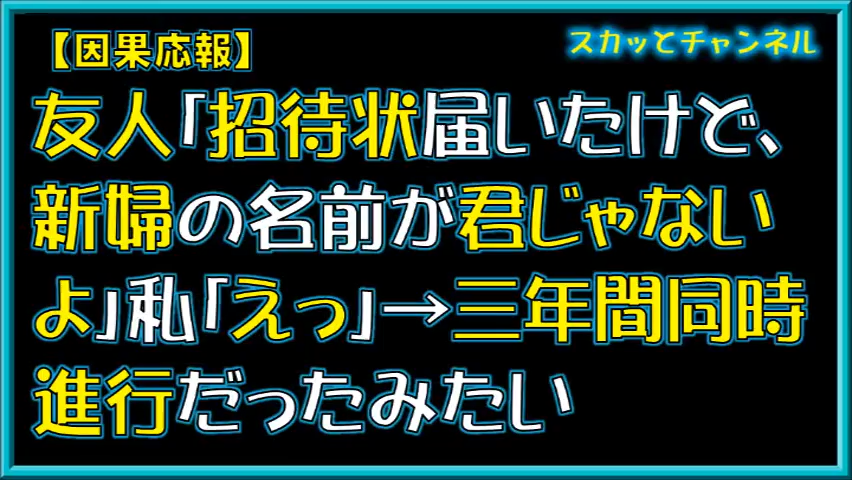 【因果応報】
スカッとチャンネル
友人「招待状届いたけど、
新婦の名前が君じゃない
よ」私「えっ」→三年間同時
進行だったみたい